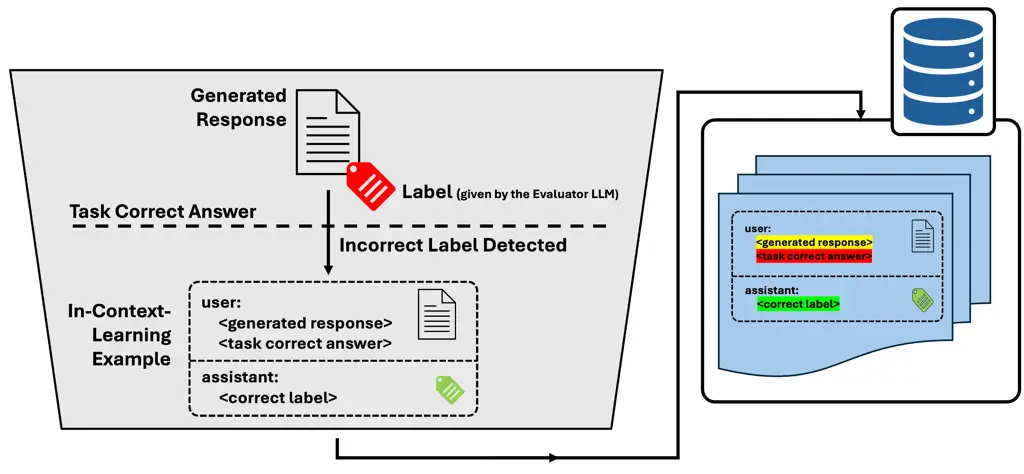 Generated
Response
Label (given by the Evaluator LLM)
Task Correct Answer
Incorrect Label Detected
In-Context-
Learning
Example
user:
<generated response>
<task correct answer>
assistant:
<correct label>
user:
<generated response>
<task correct answer>
assistant:
<correct label>